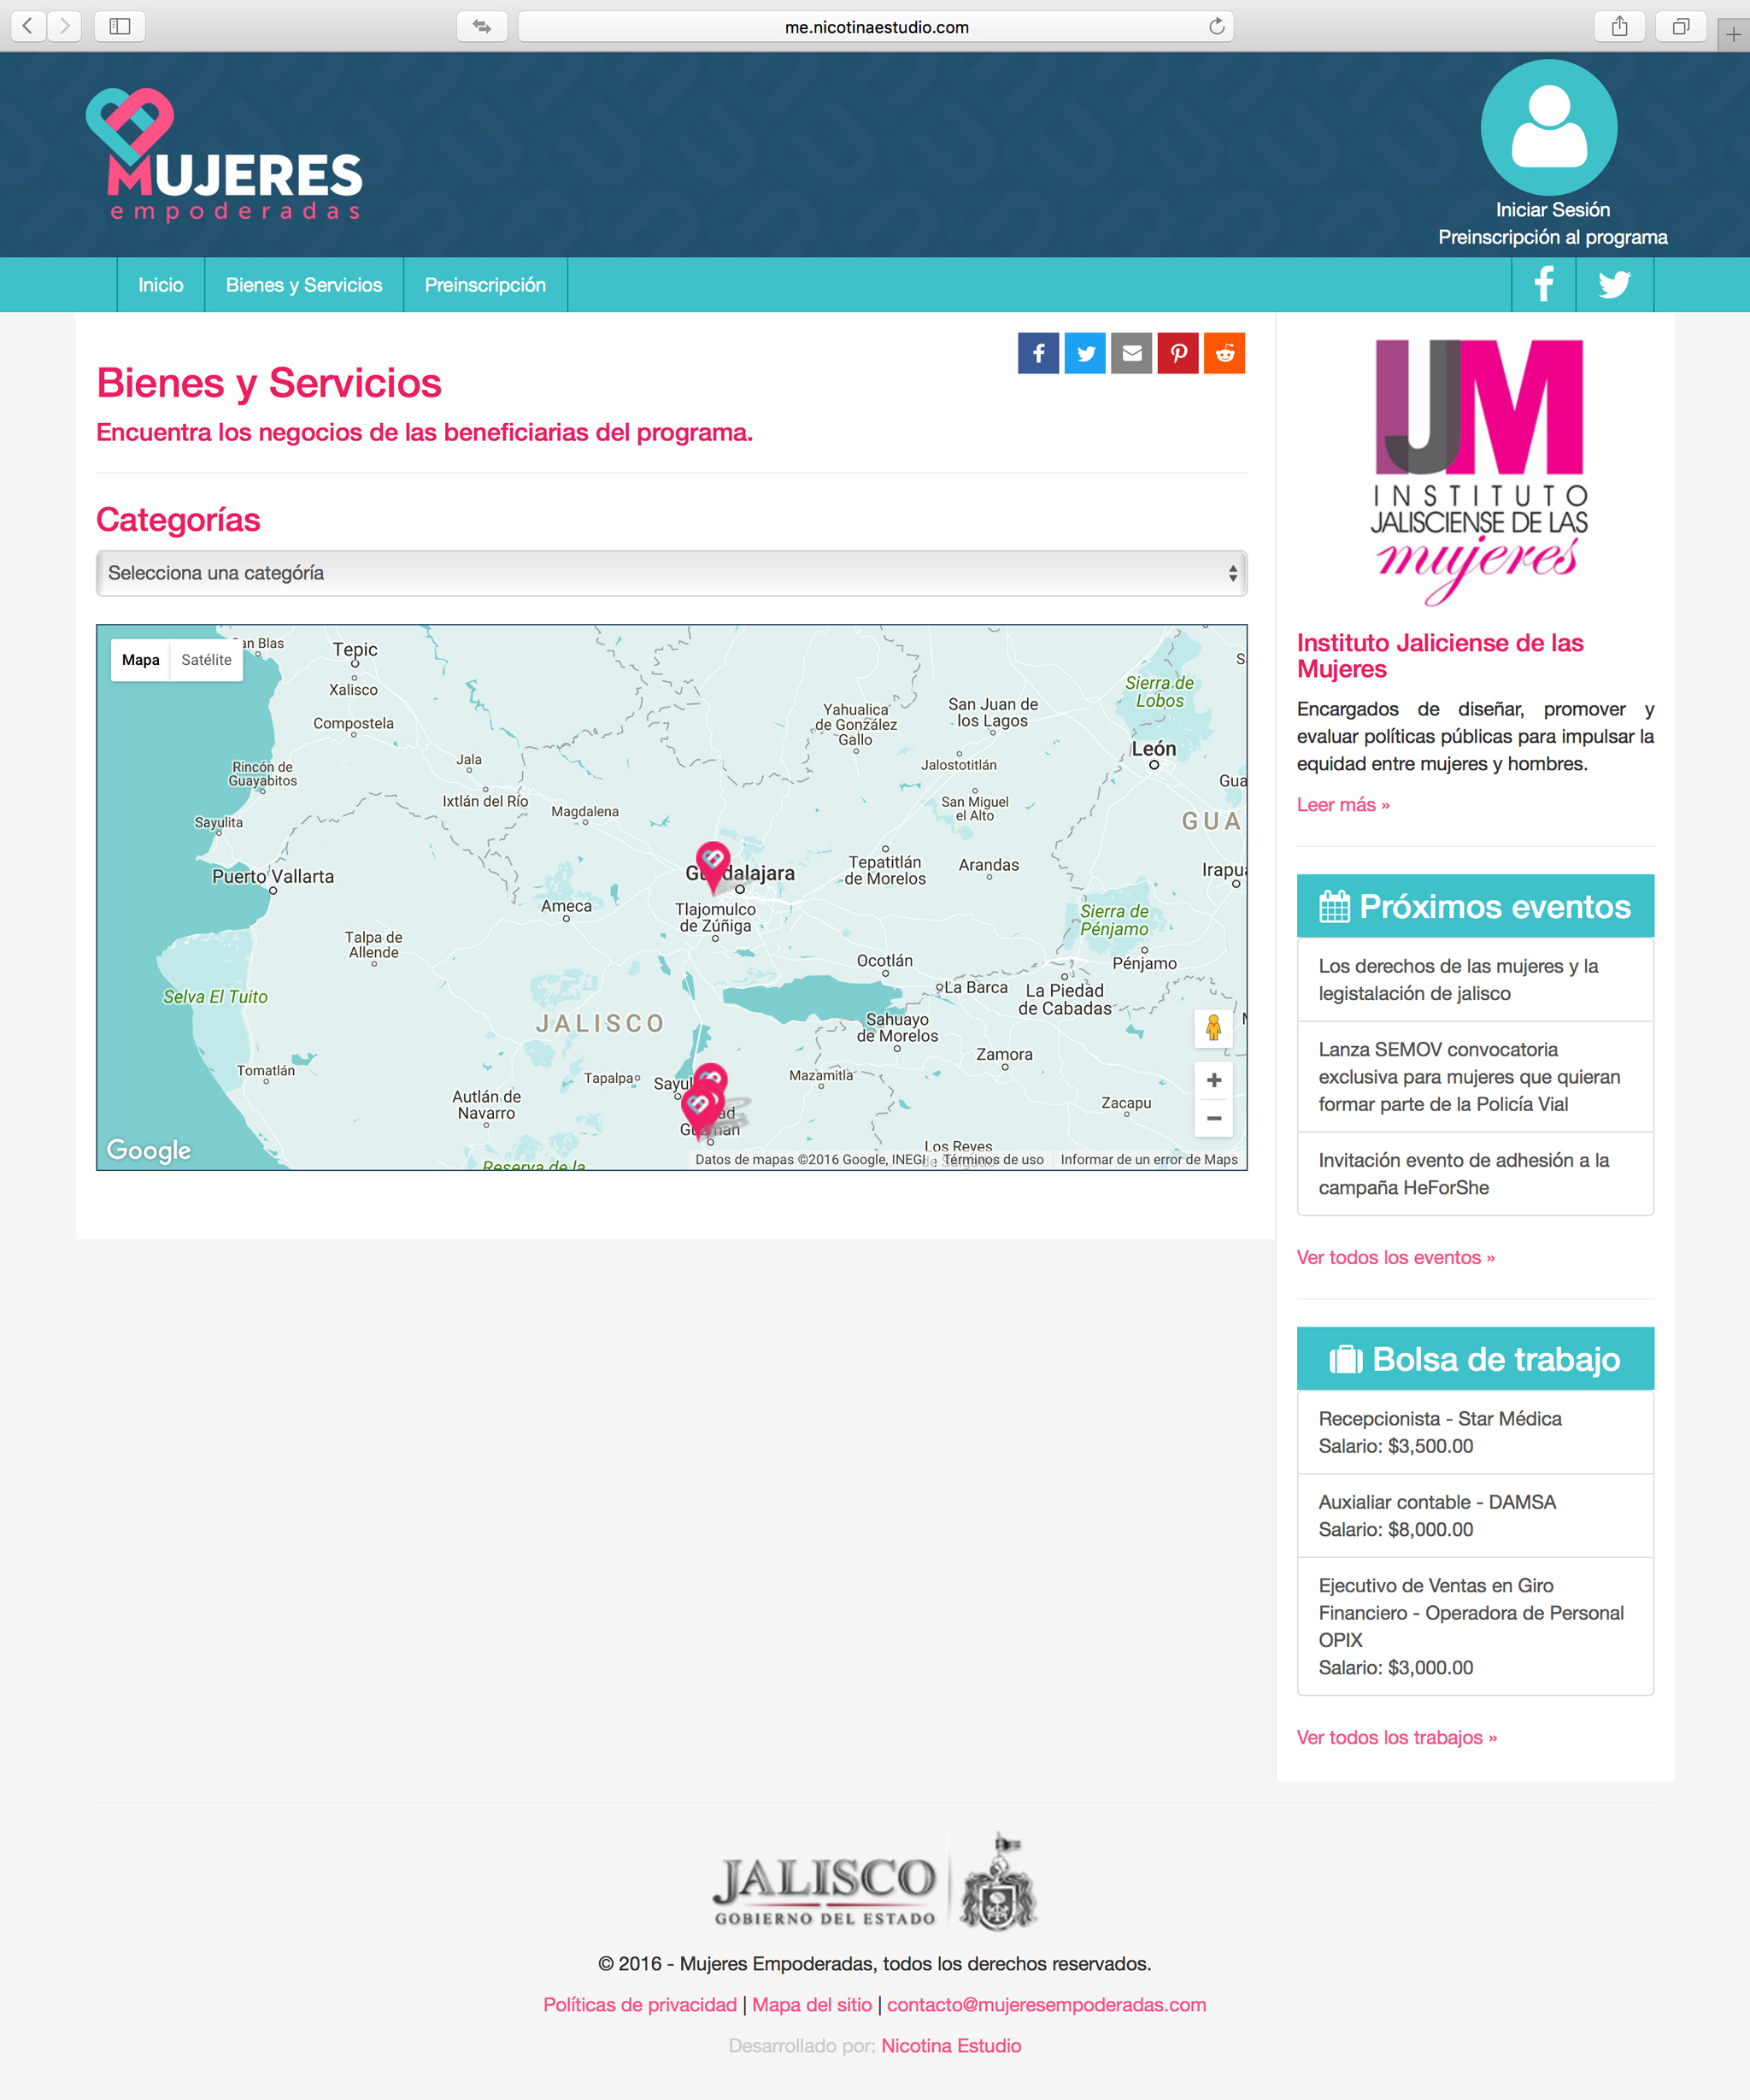 me.nicotinaestudio.com
MUJERES
empoderadas
Iniciar Sesión
Preinscripción al programa
Inicio
Bienes y Servicios
Preinscripción
Bienes y Servicios
Encuentra los negocios de las beneficiarias del programa.
Categorías
Selecciona una categóría
Mapa
Satélite
an Blas
Tepic
Xalisco
Compostela
Rincón de
Guayabitos
Jala
Ixtlán del Río
Magdalena
Sayulita
Puerto Vallarta
Yahualica
de González
Gallo
San Juan de
los Lagos
Sierra de
Lobos
León
Jalostotitlán
San Miguel
el Alto
Gua
GUA
Tepatitlán
de Morelos
Arandas
Irapu
Gu dalajara
Tlajomulco
de Zúñiga
Ameca
Talpa de
Allende
Sierra de
Pénjamo
Pénjamo
Ocotlán
La Barca
La Piedad
de Cabadas
Selva El Tuito
JALISCO
Sahuayo
de Morelos
Zamora
Tomatlán
Autlán de
Navarro
Tapalpa
Sayul
ad
Guzmán
Mazamitla
Zacapu
Los Reyes
Reserva de la
Google
Datos de mapas ©2016 Google, INEGI
Términos de uso
Informar de un error de Maps
IJM
INSTITUTO
JALISCIENSE DE LAS
mujeres
Instituto Jaliciense de las
Mujeres
Encargados de diseñar, promover y
evaluar políticas públicas para impulsar la
equidad entre mujeres y hombres.
Leer más »
Próximos eventos
Los derechos de las mujeres y la
legistalación de jalisco
Lanza SEMOV convocatoria
exclusiva para mujeres que quieran
formar parte de la Policía Vial
Invitación evento de adhesión a la
campaña HeForShe
Ver todos los eventos »
Bolsa de trabajo
Recepcionista - Star Médica
Salario: $3,500.00
Auxialiar contable - DAMSA
Salario: $8,000.00
Ejecutivo de Ventas en Giro
Financiero - Operadora de Personal
OPIX
Salario: $3,000.00
Ver todos los trabajos »
JALISCO
GOBIERNO DEL ESTADO
© 2016 - Mujeres Empoderadas, todos los derechos reservados.
Políticas de privacidad | Mapa del sitio | contacto@mujeresempoderadas.com
Desarrollado por: Nicotina Estudio